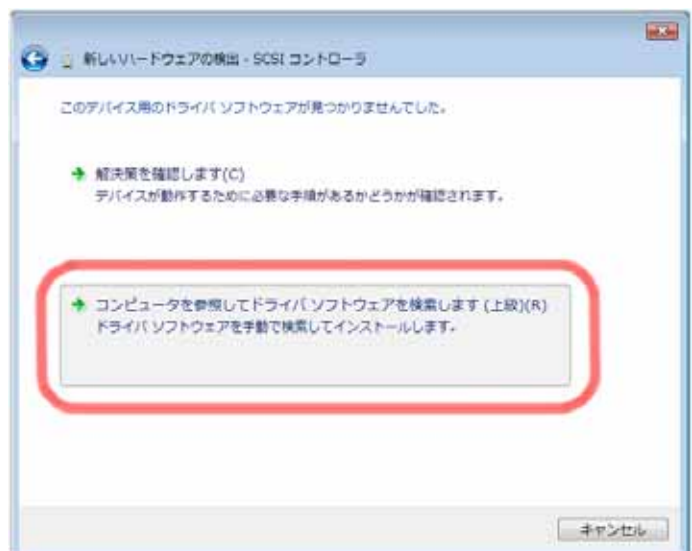 新しいハードウェアの検出 - SCSI コントローラ
このデバイス用のドライバ ソフトウェアが見つかりませんでした。
解決策を確認します(C)
デバイスが動作するために必要な手順があるかどうかが確認されます。
コンピュータを参照してドライバ ソフトウェアを検索します (上級)(R)
ドライバ ソフトウェアを手動で検索してインストールします。
キャンセル